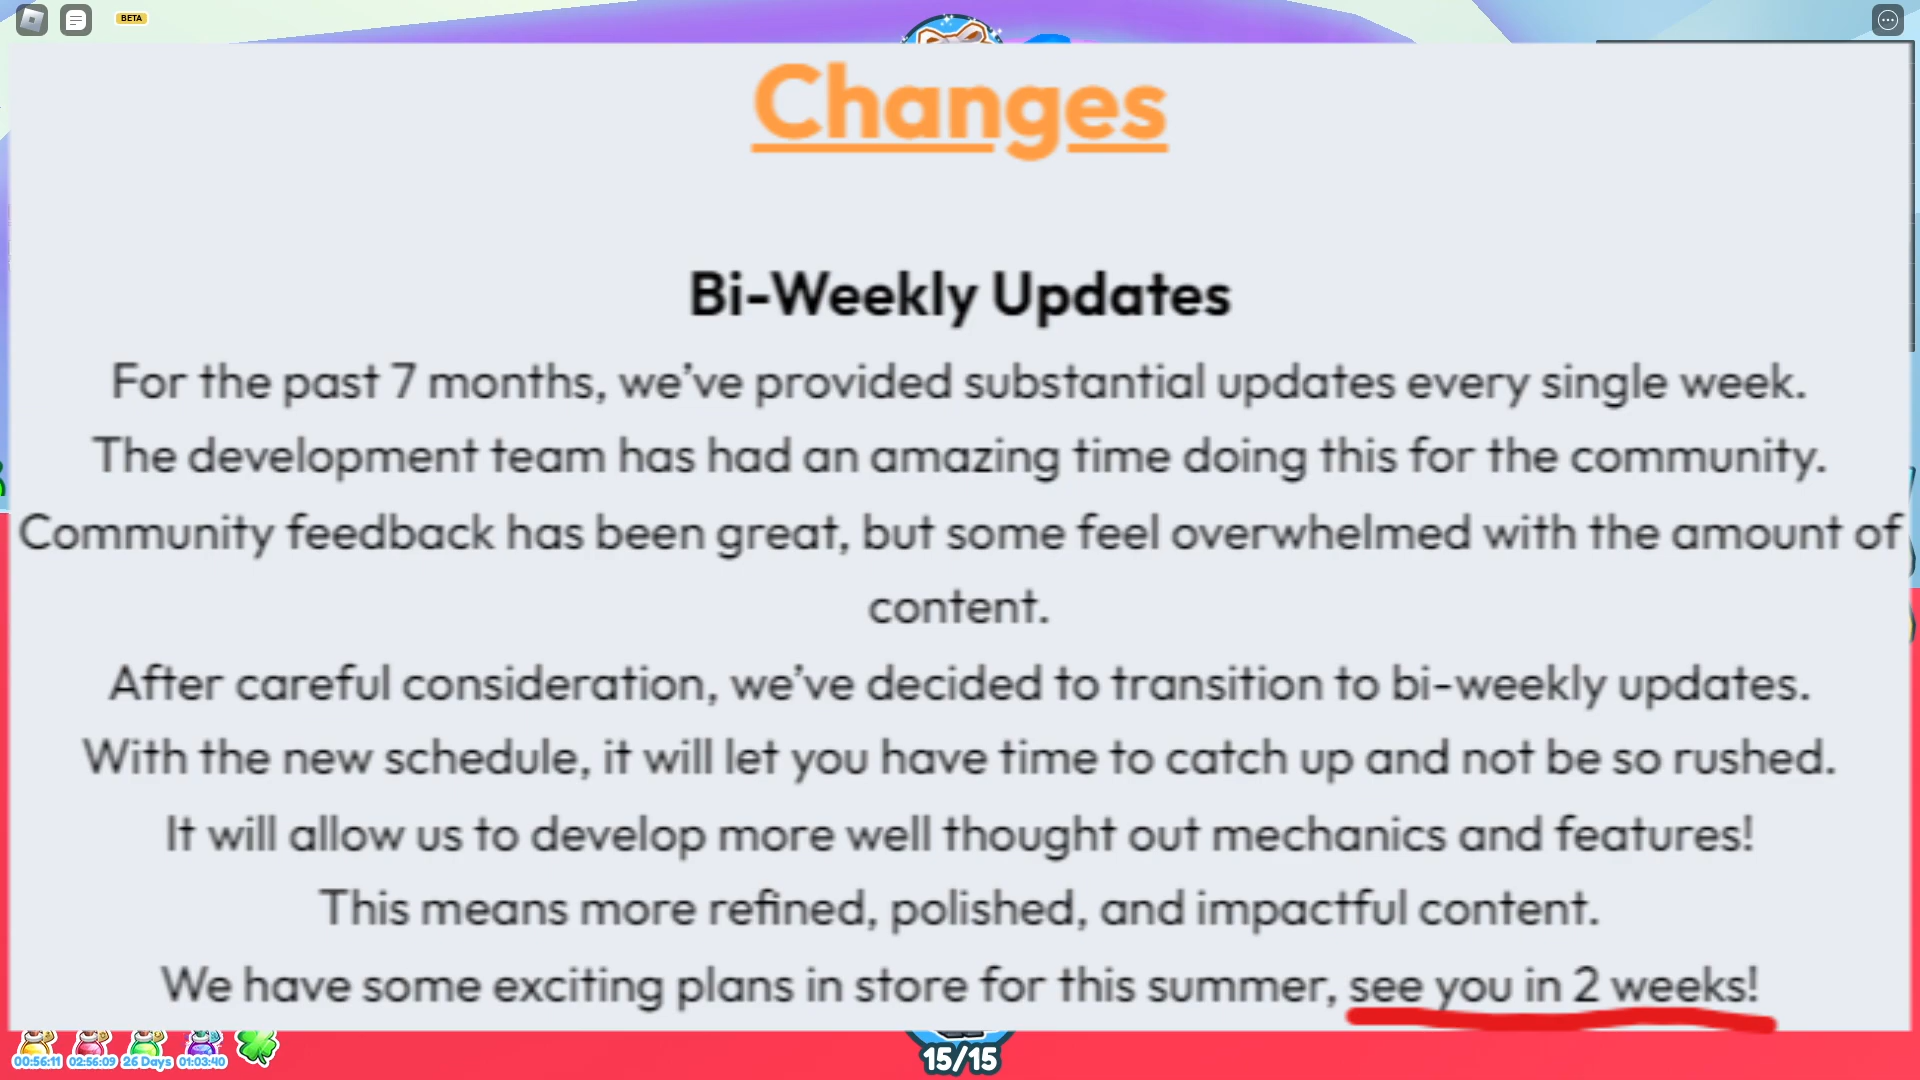 BETA
Changes
Bi-Weekly Updates
For the past 7 months, we’ve provided substantial updates every single week.
The development team has had an amazing time doing this for the community.
Community feedback has been great, but some feel overwhelmed with the amount of
content.
After careful consideration, we’ve decided to transition to bi-weekly updates.
With the new schedule, it will let you have time to catch up and not be so rushed.
It will allow us to develop more well thought out mechanics and features!
This means more refined, polished, and impactful content.
We have some exciting plans in store for this summer, see you in 2 weeks!
00:56:11 02:56:09 26 Days 01:03:40
15/15